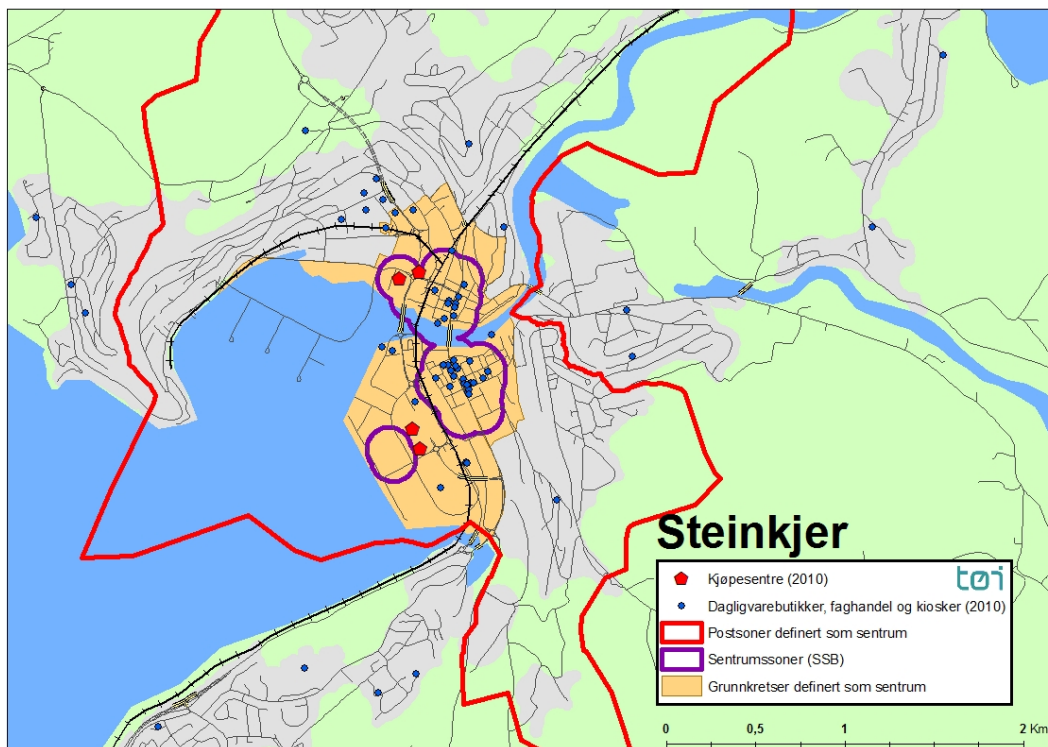 Steinkjer
tøi
Kjøpesentre (2010)
Dagligvarebutikker, faghandel og kiosker (2010)
Postsoner definert som sentrum
Sentrumssoner (SSB)
Grunnkretser definert som sentrum
0 0,5 1 2 Km